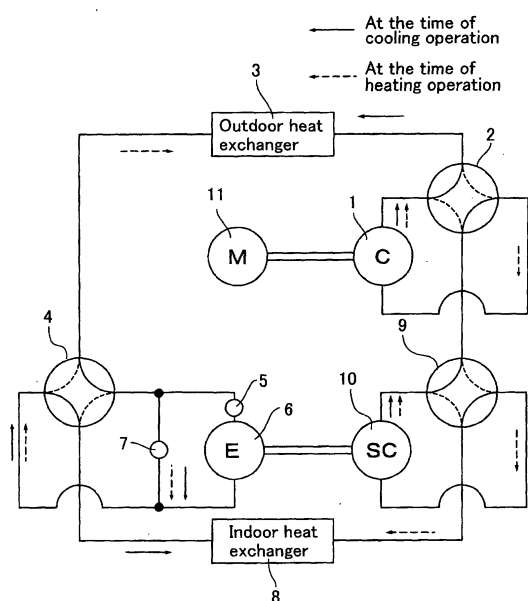 At the time of
cooling operation
At the time of
heating operation
3
Outdoor heat
exchanger
2
11
1
M
C
4
9
5
10
6
7
E
SC
Indoor heat
exchanger
8